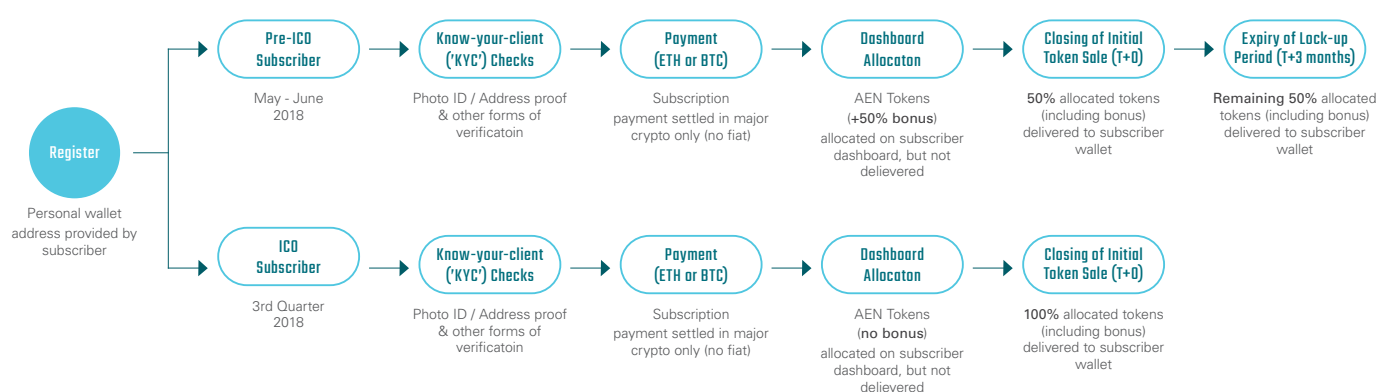 Register
Personal wallet
address provided by
subscriber
Pre-ICO
Subscriber
May - June
2018
Know-your-client
('KYC') Checks
Photo ID / Address proof
& other forms of
verificatoin
Payment
(ETH or BTC)
Subscription
payment settled in major
crypto only (no fiat)
Dashboard
Allocaton
AEN Tokens
(+50% bonus)
allocated on subscriber
dashboard, but not
delievered
Closing of Initial
Token Sale (T+0)
50% allocated tokens
(including bonus)
delivered to subscriber
wallet
Expiry of Lock-up
Period (T+3 months)
Remaining 50% allocated
tokens (including bonus)
delivered to subscriber
wallet
ICO
Subscriber
3rd Quarter
2018
Know-your-client
('KYC') Checks
Photo ID / Address proof
& other forms of
verificatoin
Payment
(ETH or BTC)
Subscription
payment settled in major
crypto only (no fiat)
Dashboard
Allocaton
AEN Tokens
(no bonus)
allocated on subscriber
dashboard, but not
delievered
Closing of Initial
Token Sale (T+0)
100% allocated tokens
(including bonus)
delivered to subscriber
wallet